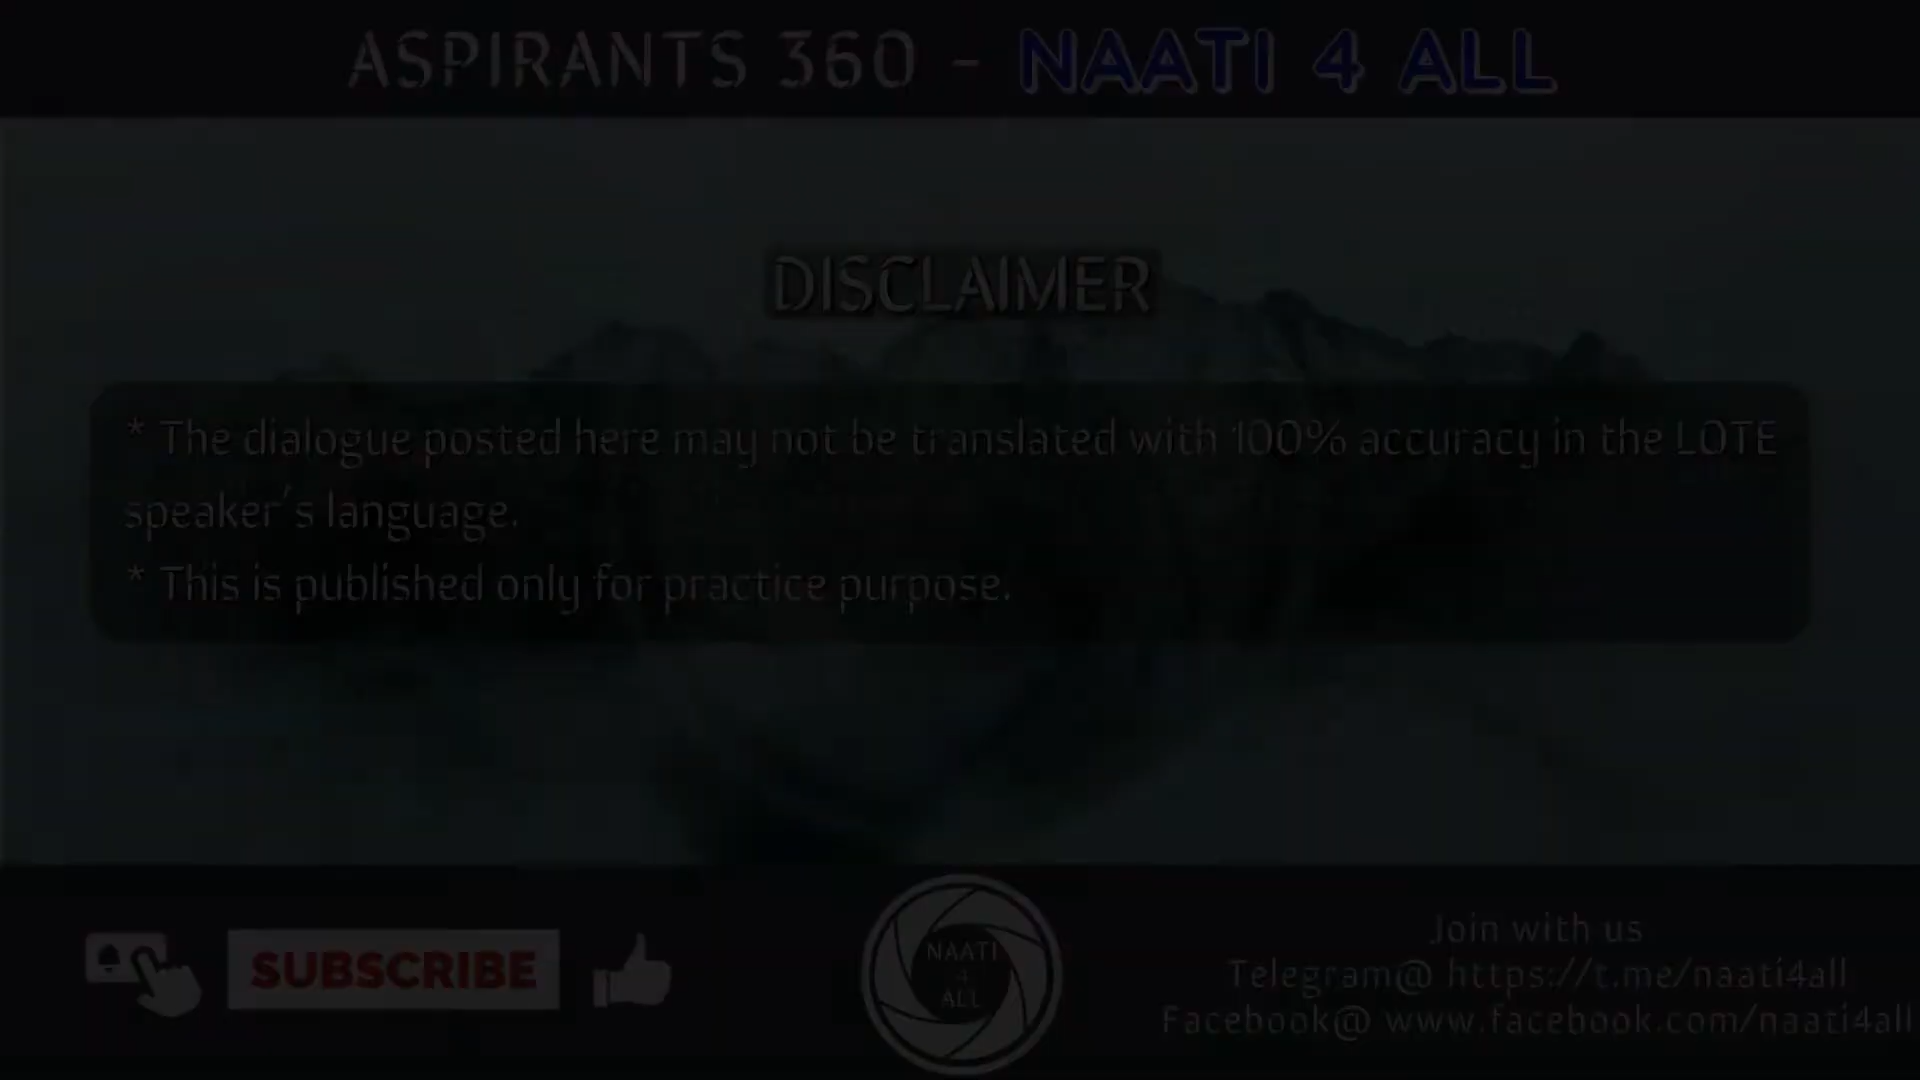 ASPIRANTS 360 - NAATI 4 ALL
DISCLAIMER
* The dialogue posted here may not be translated with 100% accuracy in the LOTE
speaker's language.
* This is published only for practice purpose.
SUBSCRIBE
NAATI
4
ALL
Join with us
Telegram@ https://t.me/naati4all
Facebook@ www.facebook.com/naati4all